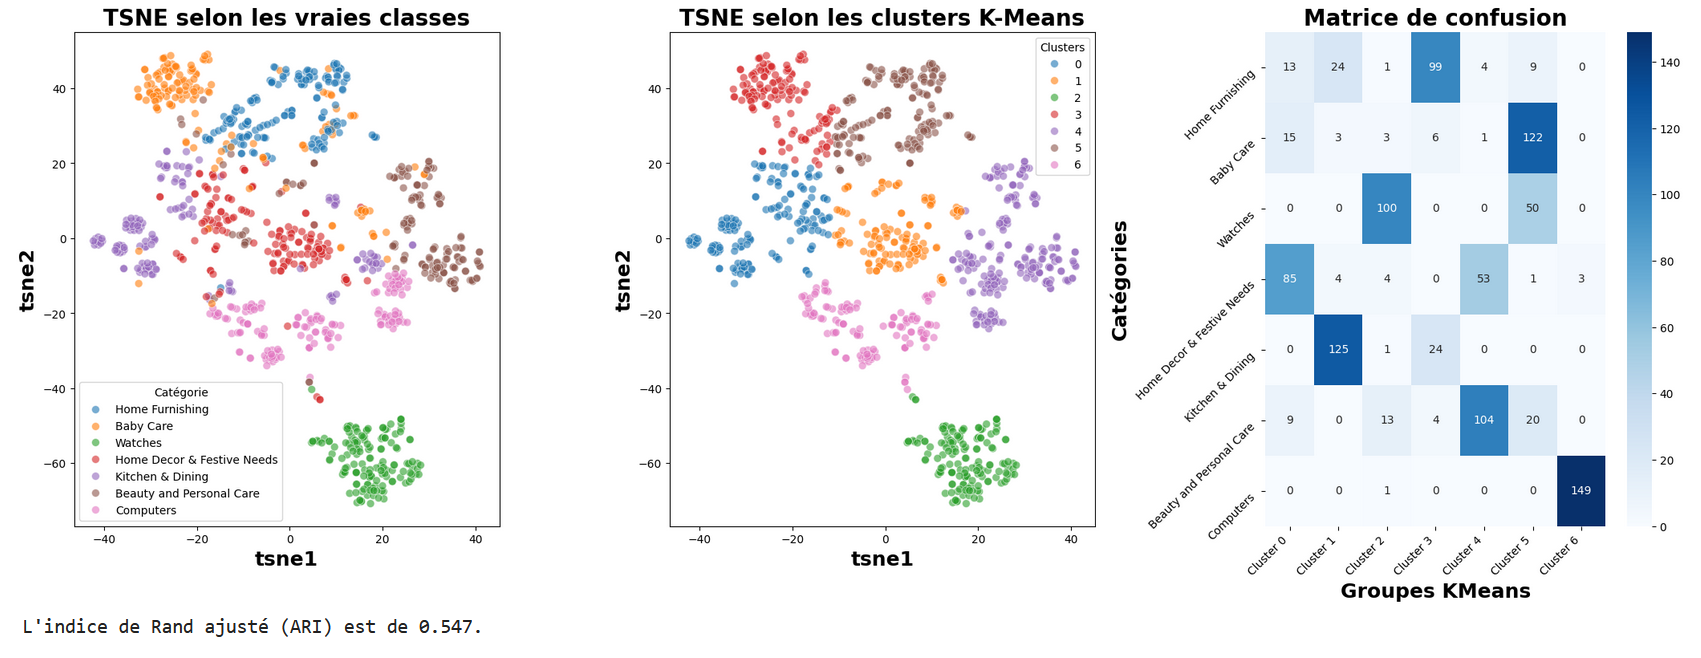 TSNE selon les vraies classes
40
20
0
−20
−40
−60
−40
−20
0
20
40
tsne2
tsne1
Catégorie
Home Furnishing
Baby Care
Watches
Home Decor & Festive Needs
Kitchen & Dining
Beauty and Personal Care
Computers
TSNE selon les clusters K-Means
Clusters
0
1
2
3
4
5
6
40
20
0
−20
−40
−60
−40
−20
0
20
40
tsne2
tsne1
Matrice de confusion
Catégories
Home Furnishing
13 24 1 99 4 9 0
Baby Care
15 3 3 6 1 122 0
Watches
0 0 100 0 0 50 0
Home Decor & Festive Needs
85 4 4 0 53 1 3
Kitchen & Dining
0 125 1 24 0 0 0
Beauty and Personal Care
9 0 13 4 104 20 0
Computers
0 0 1 0 0 0 149
Cluster 0
Cluster 1
Cluster 2
Cluster 3
Cluster 4
Cluster 5
Cluster 6
Groupes KMeans
140
120
100
80
60
40
20
0
L'indice de Rand ajusté (ARI) est de 0.547.